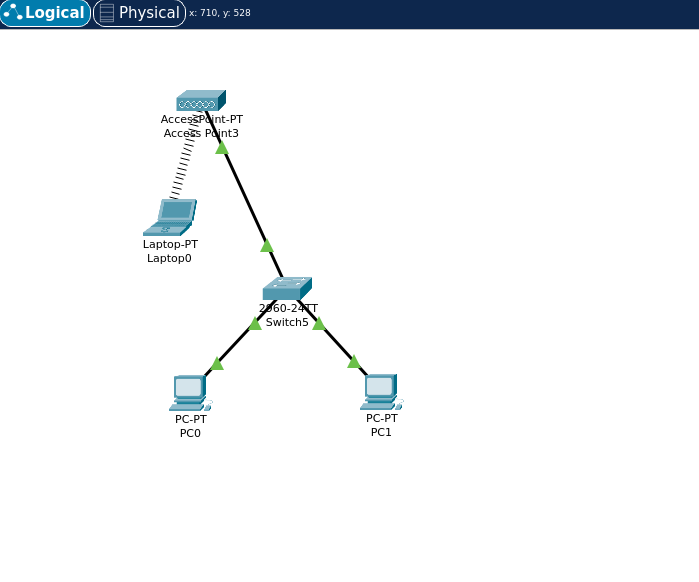 Logical Physical x: 710, y: 528
AccessPoint-PT
Access Point3
Laptop-PT
Laptop0
2960-24TT
Switch5
PC-PT
PC0
PC-PT
PC1